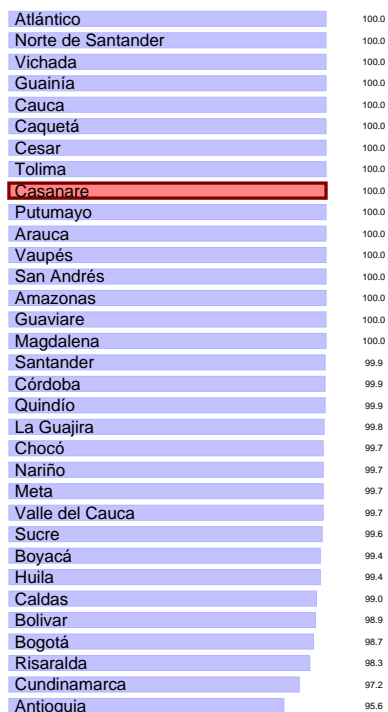 Atlántico 100.0
Norte de Santander 100.0
Vichada 100.0
Guainía 100.0
Cauca 100.0
Caquetá 100.0
Cesar 100.0
Tolima 100.0
Casanare 100.0
Putumayo 100.0
Arauca 100.0
Vaupés 100.0
San Andrés 100.0
Amazonas 100.0
Guaviare 100.0
Magdalena 100.0
Santander 99.9
Córdoba 99.9
Quindío 99.9
La Guajira 99.8
Chocó 99.7
Nariño 99.7
Meta 99.7
Valle del Cauca 99.7
Sucre 99.6
Boyacá 99.4
Huila 99.4
Caldas 99.0
Bolivar 98.9
Bogotá 98.7
Risaralda 98.3
Cundinamarca 97.2
Antioquia 95.6